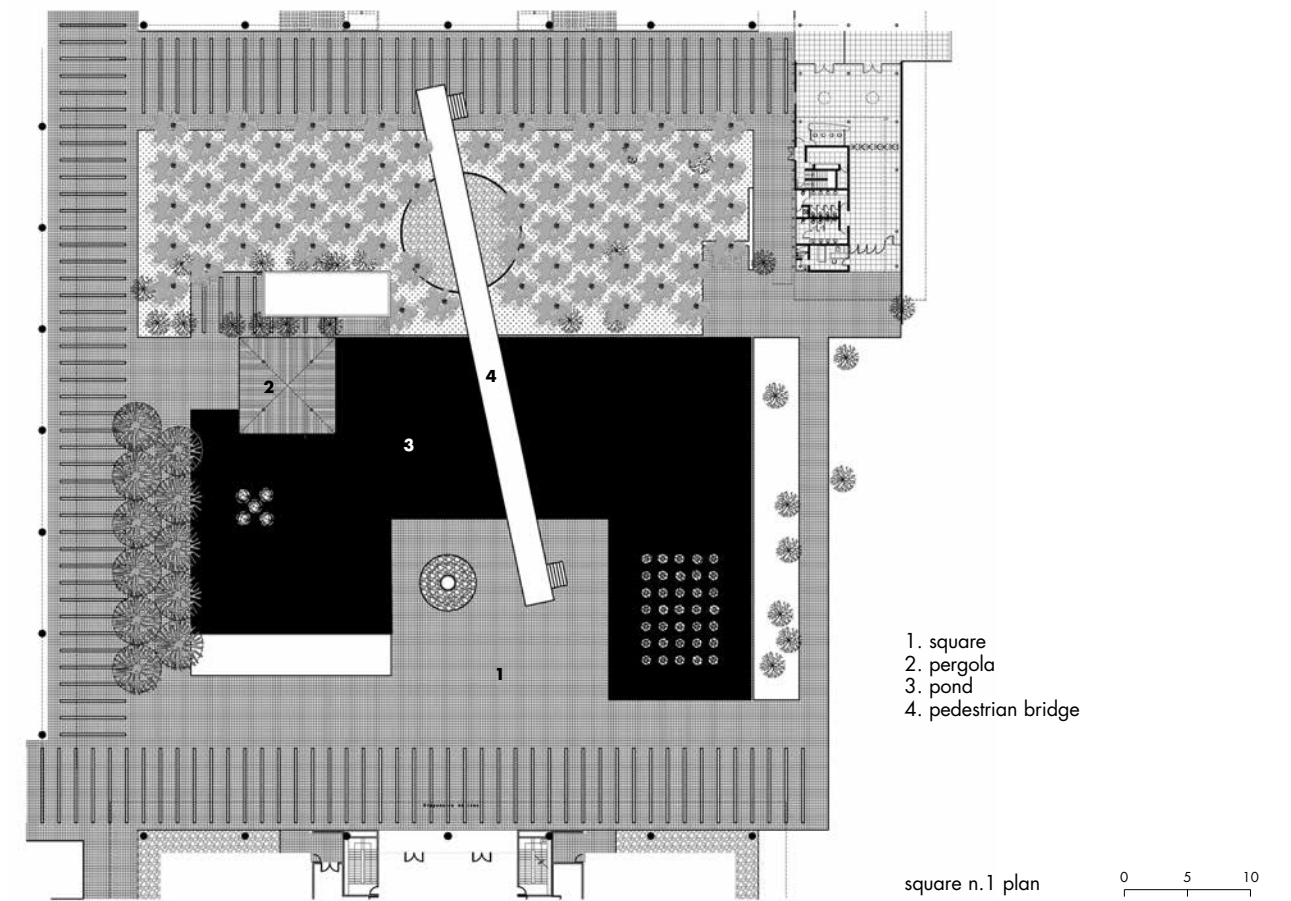 2
4
3
1
1. square
2. pergola
3. pond
4. pedestrian bridge
square n.1 plan
0 5 10